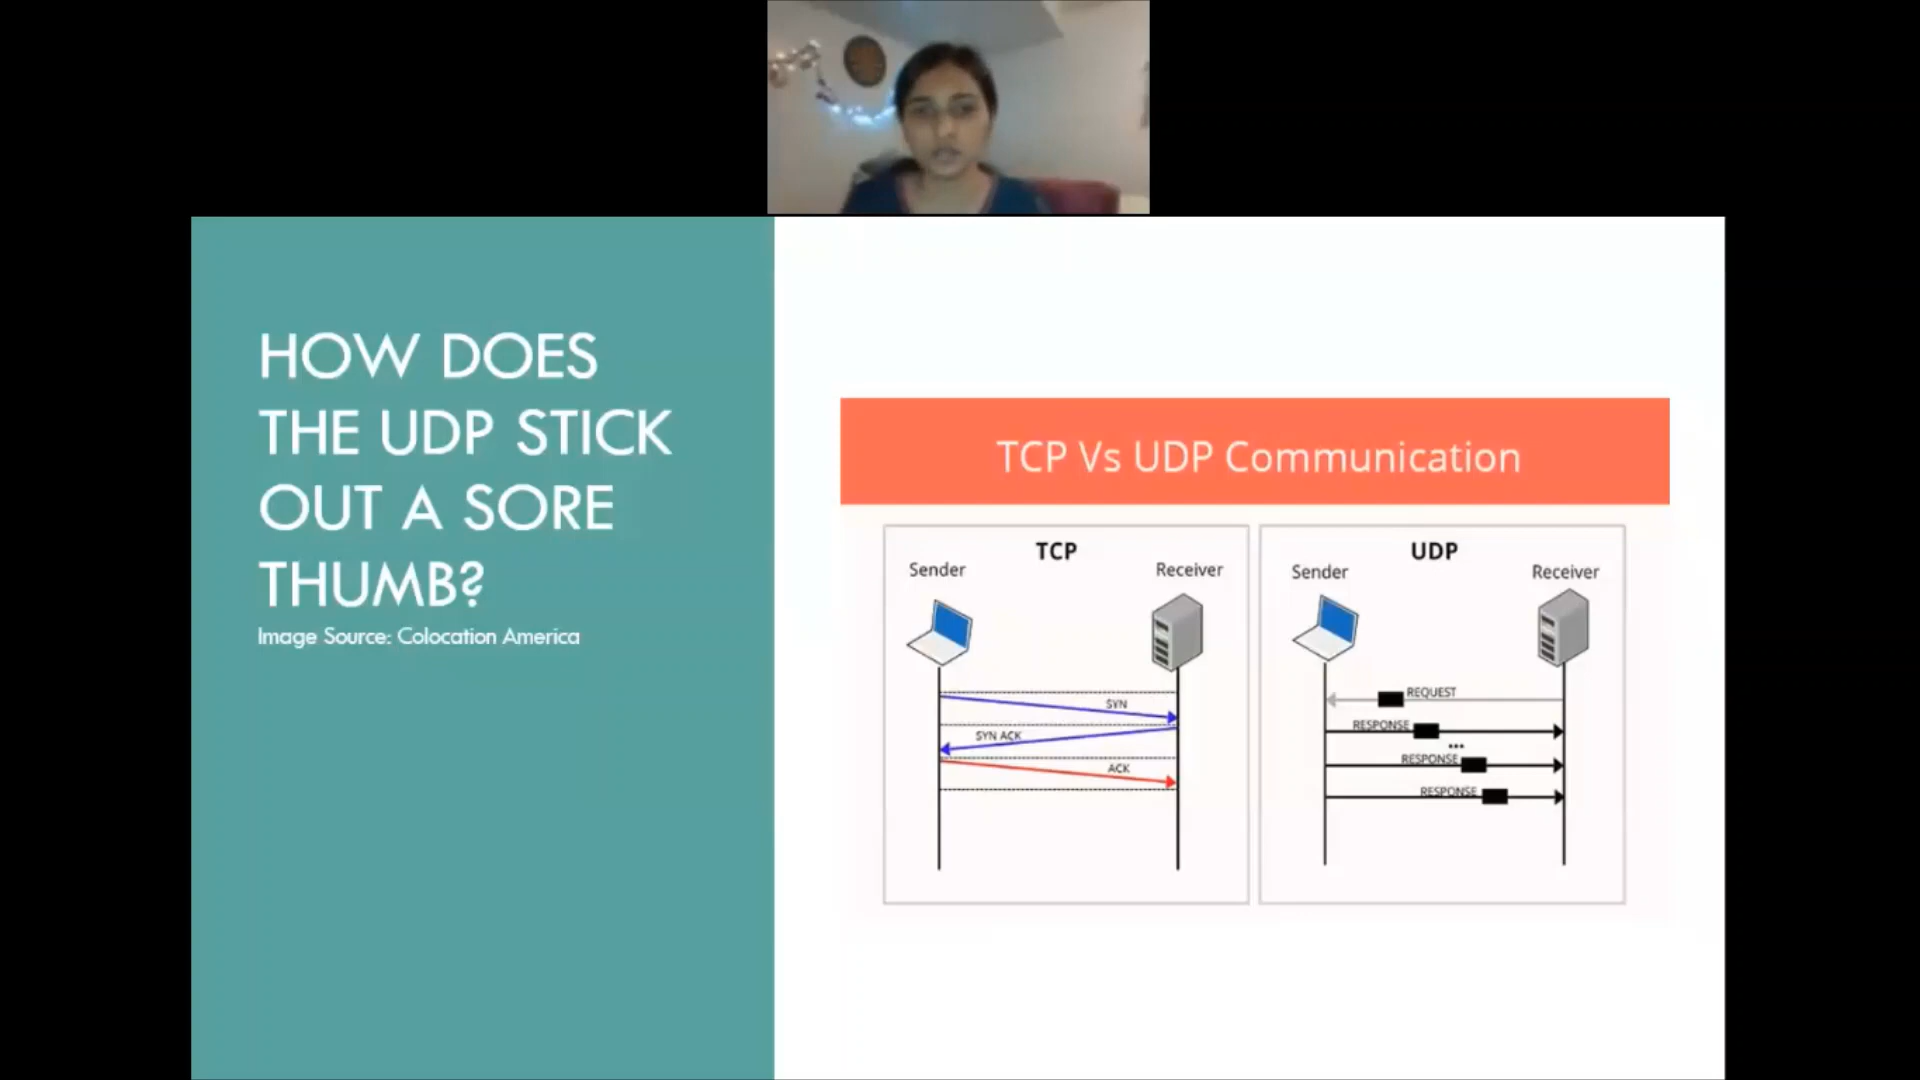 HOW DOES
THE UDP STICK
OUT A SORE
THUMB?
Image Source: Colocation America
TCP Vs UDP Communication
TCP
Sender
Receiver
SYN
SYN ACK
ACK
UDP
Sender
Receiver
REQUEST
RESPONSE
...
RESPONSE
RESPONSE